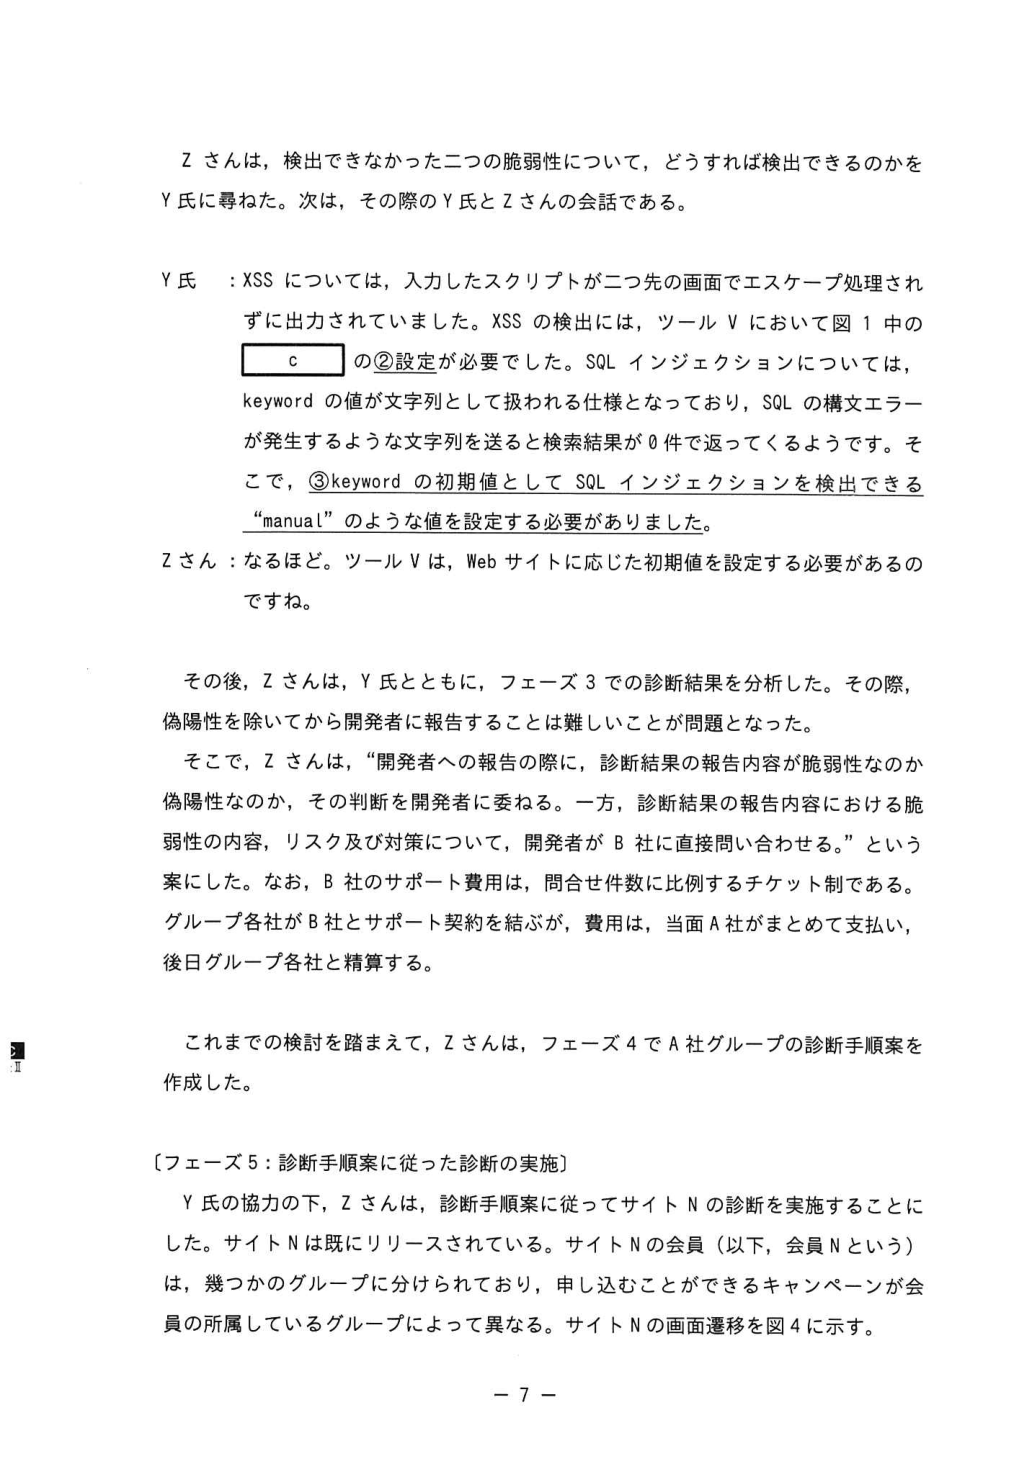 Z さんは，検出できなかった二つの脆弱性について，どうすれば検出できるのかを
Y 氏に尋ねた。次は，その際の Y 氏と Z さんの会話である。
Y 氏　：XSS については，入力したスクリプトが二つ先の画面でエスケープ処理され
ずに出力されていました。XSS の検出には，ツール V において図 1 中の
c の②設定が必要でした。SQL インジェクションについては，
keyword の値が文字列として扱われる仕様となっており，SQL の構文エラー
が発生するような文字列を送ると検索結果が 0 件で返ってくるようです。そ
こで，③keyword の初期値として SQL インジェクションを検出できる
“manual”のような値を設定する必要がありました。
Z さん：なるほど。ツール V は，Web サイトに応じた初期値を設定する必要があるの
ですね。
その後，Z さんは，Y 氏とともに，フェーズ 3 での診断結果を分析した。その際，
偽陽性を除いてから開発者に報告することは難しいことが問題となった。
そこで，Z さんは，“開発者への報告の際に，診断結果の報告内容が脆弱性なのか
偽陽性なのか，その判断を開発者に委ねる。一方，診断結果の報告内容における脆
弱性の内容，リスク及び対策について，開発者が B 社に直接問い合わせる。”という
案にした。なお，B 社のサポート費用は，問合せ件数に比例するチケット制である。
グループ各社が B 社とサポート契約を結ぶが，費用は，当面 A 社がまとめて支払い，
後日グループ各社と精算する。
これまでの検討を踏まえて，Z さんは，フェーズ 4 で A 社グループの診断手順案を
作成した。
〔フェーズ 5：診断手順案に従った診断の実施〕
Y 氏の協力の下，Z さんは，診断手順案に従ってサイト N の診断を実施することに
した。サイト N は既にリリースされている。サイト N の会員（以下，会員 N という）
は，幾つかのグループに分けられており，申し込むことができるキャンペーンが会
員の所属しているグループによって異なる。サイト N の画面遷移を図 4 に示す。
－ 7 －